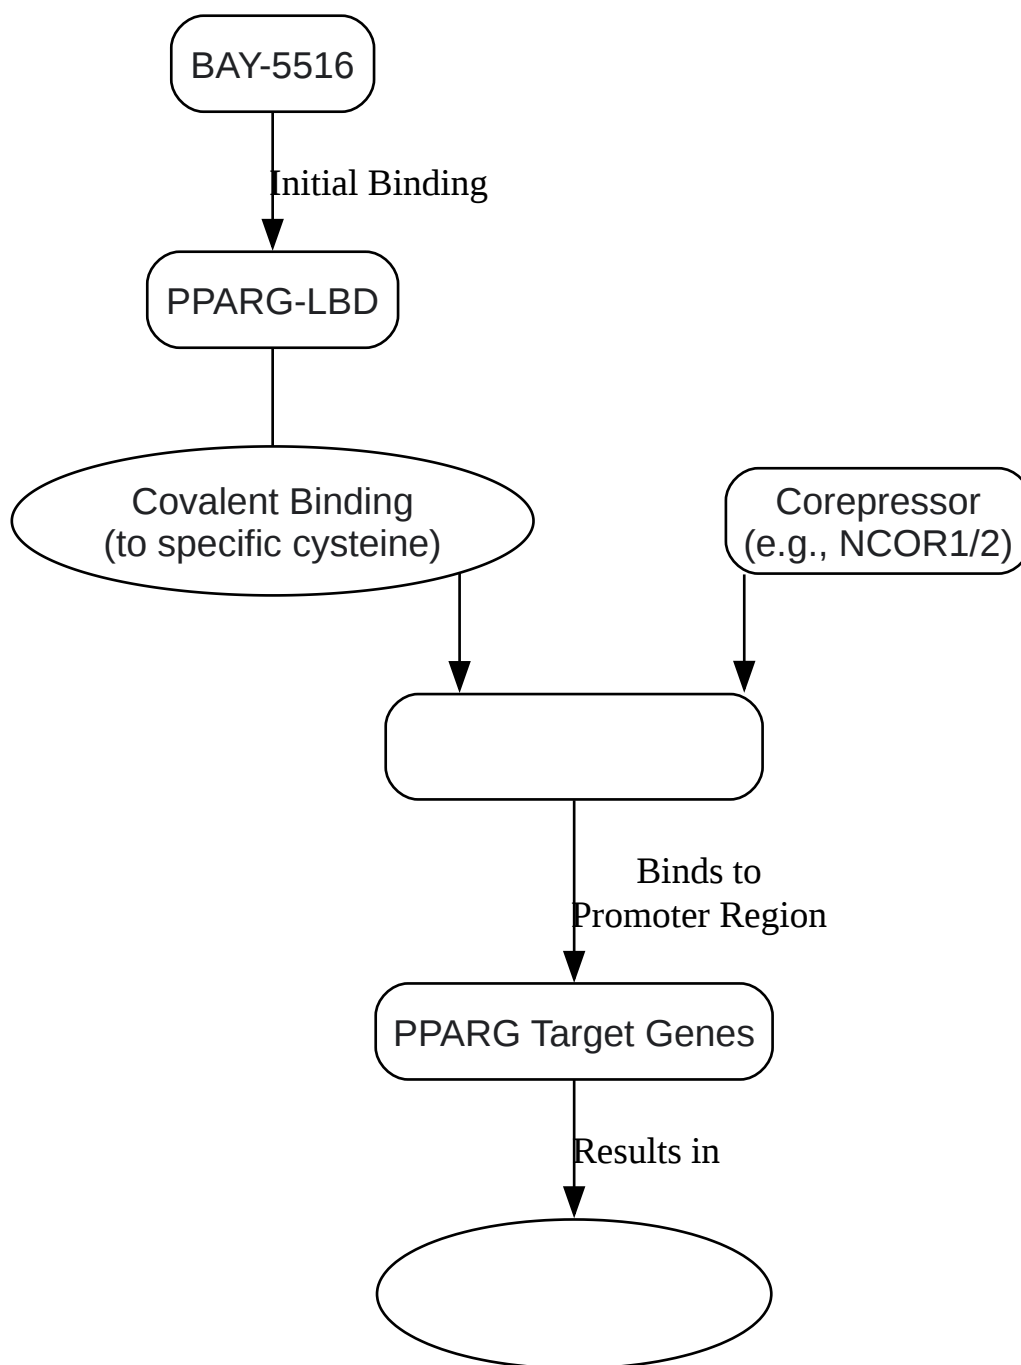 BAY-5516
Initial Binding
PPARG-LBD
Covalent Binding
(to specific cysteine)
Corepressor
(e.g., NCOR1/2)
Binds to
Promoter Region
PPARG Target Genes
Results in